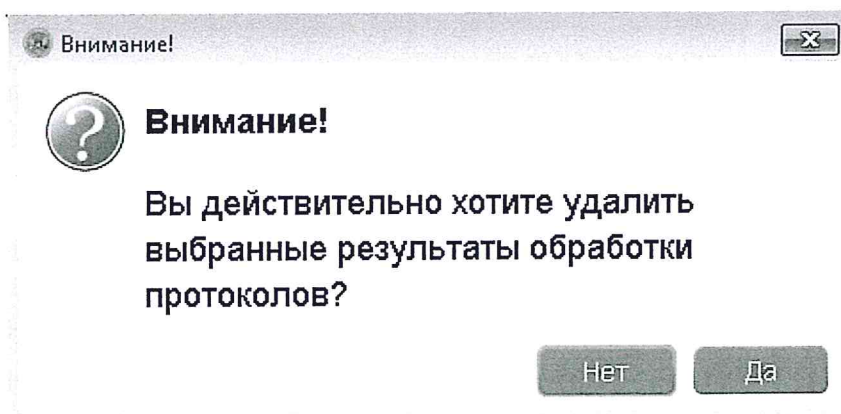 Внимание!
Внимание!
Вы действительно хотите удалить
выбранные результаты обработки
протоколов?
Нет
Да